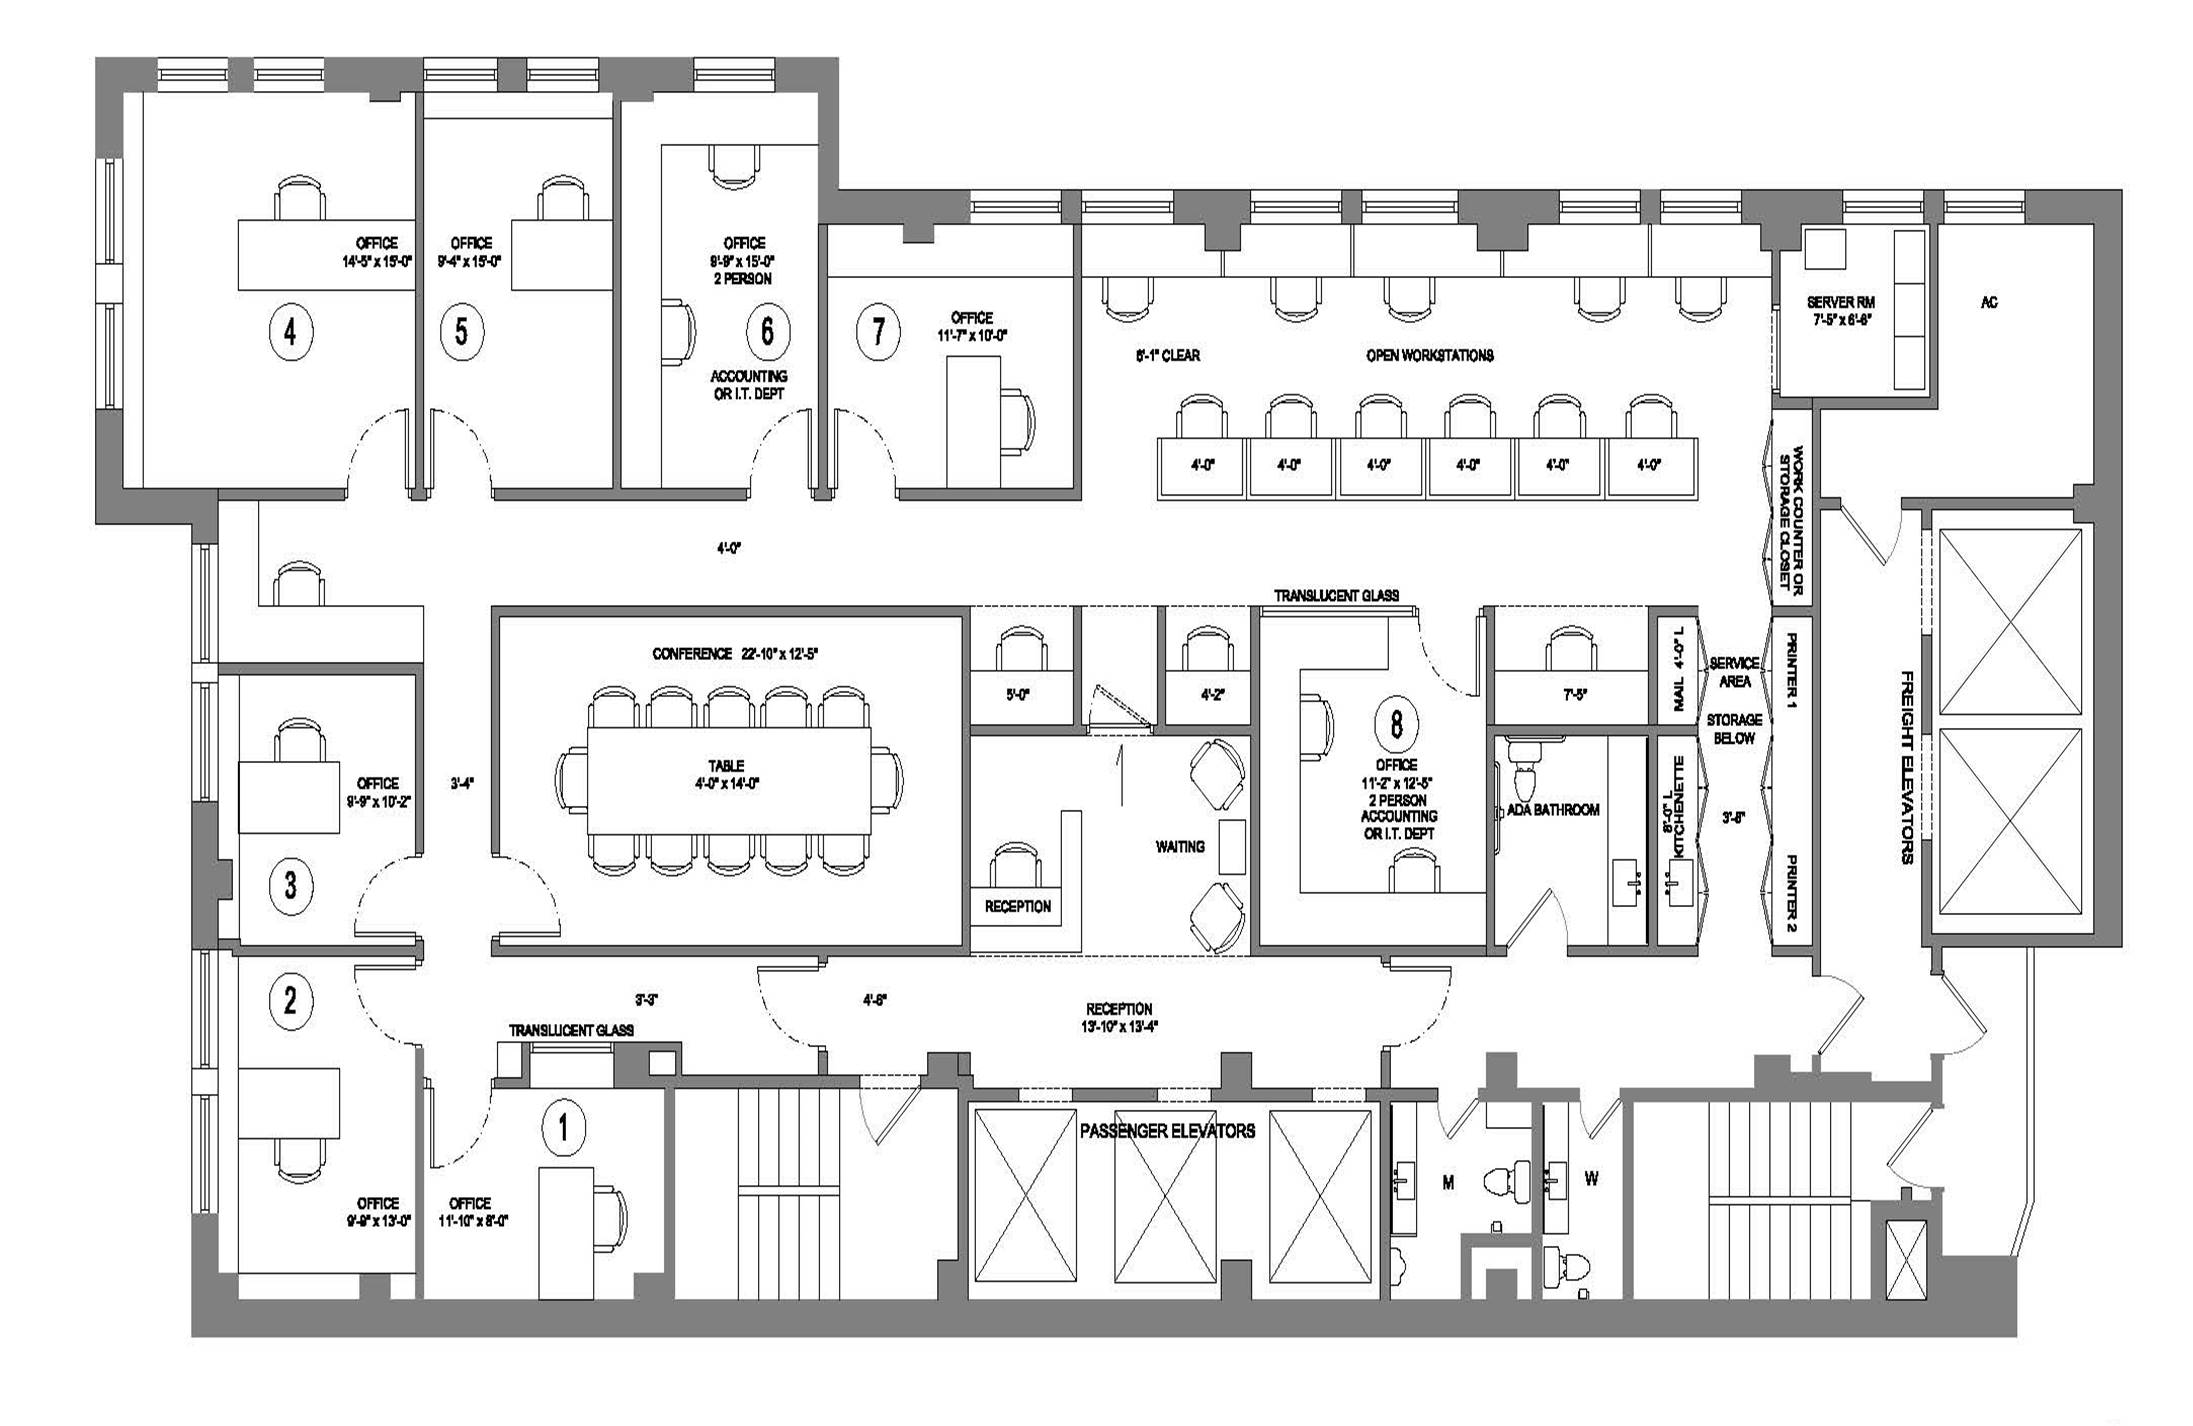 OFFICE
14'-5" x 15'-0"
4
OFFICE
9'-4" x 15'-0"
5
OFFICE
9'-9" x 15'-0"
2 PERSON
6
ACCOUNTING
OR I.T. DEPT
7
OFFICE
11'-7" x 10'-0"
6'-1" CLEAR
OPEN WORKSTATIONS
SERVER RM
7'-5" x 6'-6"
AC
4'-0"
4'-0"
4'-0"
4'-0"
4'-0"
4'-0"
WORK COUNTER OR
STORAGE CLOSET
4'-0"
TRANSLUCENT GLASS
CONFERENCE 22'-10" x 12'-5"
TABLE
4'-0" x 14'-0"
5'-0"
4'-2"
7'-5"
MAIL 4'-0" L
SERVICE
AREA
STORAGE
BELOW
PRINTER 1
FREIGHT ELEVATORS
8
OFFICE
11'-2" x 12'-5"
2 PERSON
ACCOUNTING
OR I.T. DEPT
ADA BATHROOM
8'-0" L
KITCHENETTE
3'-8"
PRINTER 2
OFFICE
9'-9" x 10'-2"
3
3'-4"
WAITING
RECEPTION
2
3'-3"
4'-6"
RECEPTION
13'-10" x 13'-4"
TRANSLUCENT GLASS
1
PASSENGER ELEVATORS
M
W
OFFICE
9'-9" x 13'-0"
OFFICE
11'-10" x 8'-0"